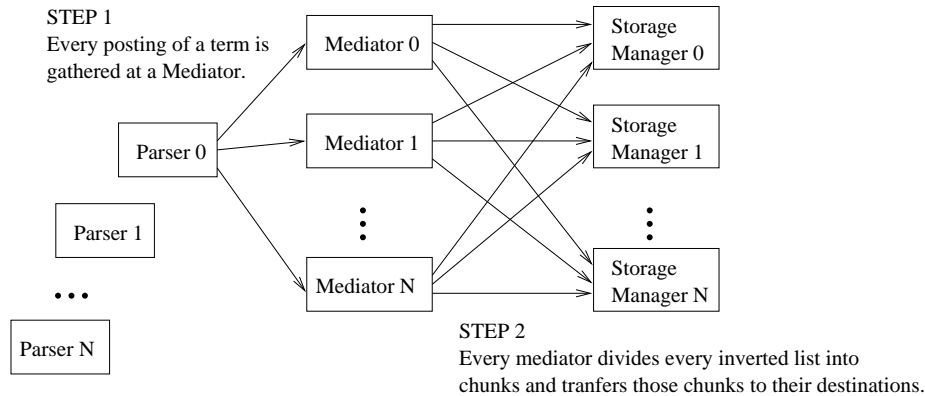 STEP 1
Every posting of a term is
gathered at a Mediator.
Parser 0
Parser 1
Parser N
Mediator 0
Mediator 1
Mediator N
Storage
Manager 0
Storage
Manager 1
Storage
Manager N
STEP 2
Every mediator divides every inverted list into
chunks and tranfers those chunks to their destinations.